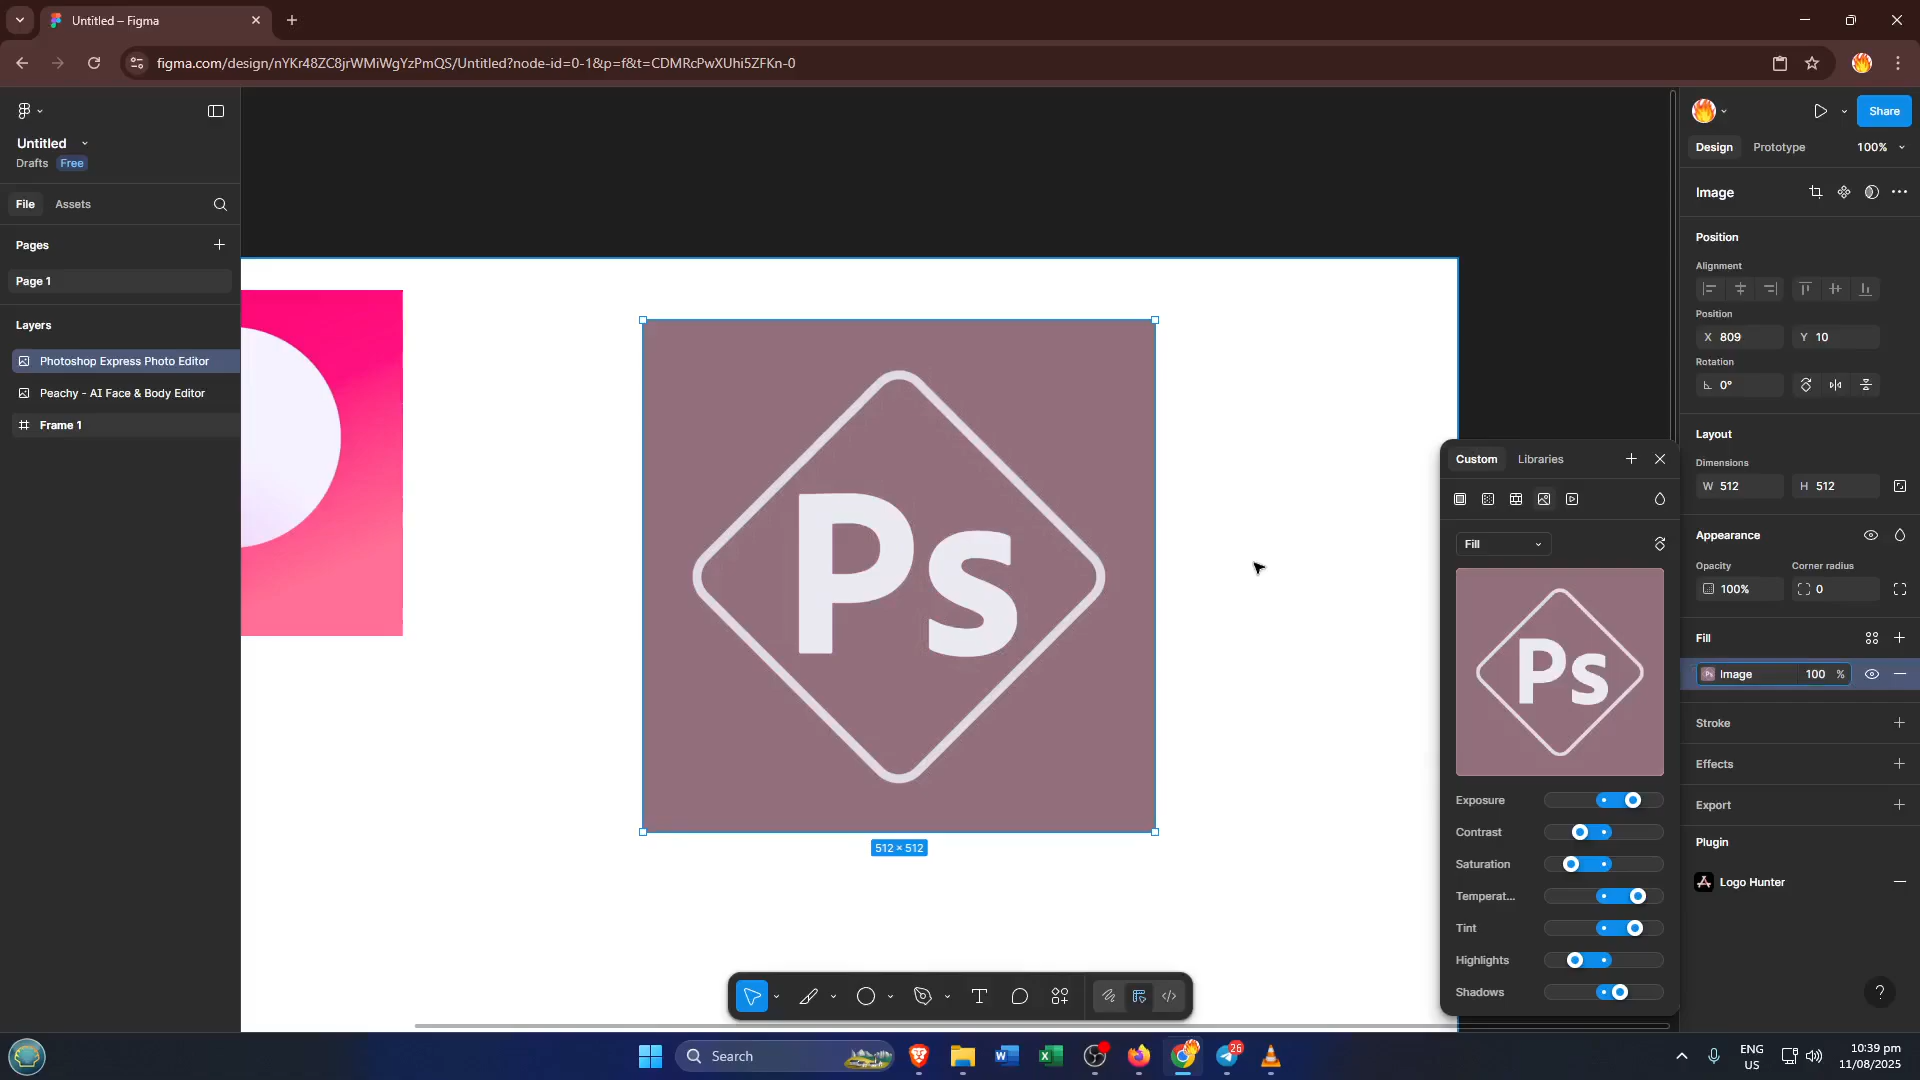 Untitled – Figma
figma.com/design/nYKr48ZC8jrWMiWgYzPmQS/Untitled?node-id=0-1&p=f&t=CDMRcPwXUhi5ZFKn-0
Untitled
Drafts Free
File Assets
Pages
Page 1
Layers
Photoshop Express Photo Editor
Peachy - AI Face & Body Editor
Frame 1
Ps
512 × 512
Custom Libraries
Fill
Ps
Exposure
Contrast
Saturation
Temperat...
Tint
Highlights
Shadows
Share
Design Prototype 100%
Image
Position
Alignment
Position
X 809 Y 10
Rotation
0°
Layout
Dimensions
W 512 H 512
Appearance
Opacity Corner radius
100% 0
Fill
Image 100 %
Stroke
Effects
Export
Plugin
Logo Hunter
?
Search
26
ENG
US
10:39 pm
11/08/2025